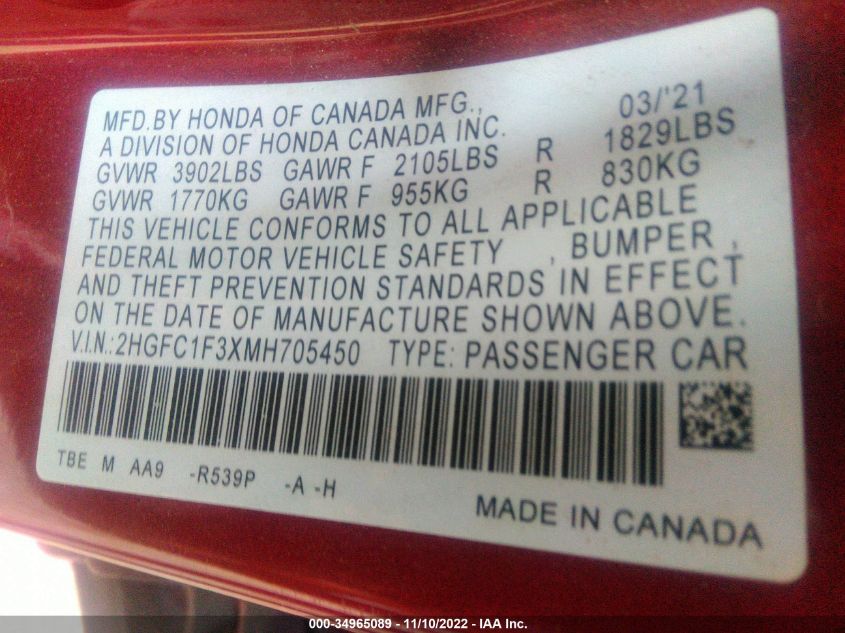 MFD.BY HONDA OF CANADA MFG., 03/'21
A DIVISION OF HONDA CANADA INC.
GVWR 3902LBS GAWR F 2105LBS R 1829LBS
GVWR 1770KG GAWR F 955KG R 830KG
THIS VEHICLE CONFORMS TO ALL APPLICABLE
FEDERAL MOTOR VEHICLE SAFETY , BUMPER ,
AND THEFT PREVENTION STANDARDS IN EFFECT
ON THE DATE OF MANUFACTURE SHOWN ABOVE.
V.I.N.:2HGFC1F3XMH705450 TYPE: PASSENGER CAR
TBE M AA9 -R539P -A -H
MADE IN CANADA
000-34965089 - 11/10/2022 - IAA Inc.